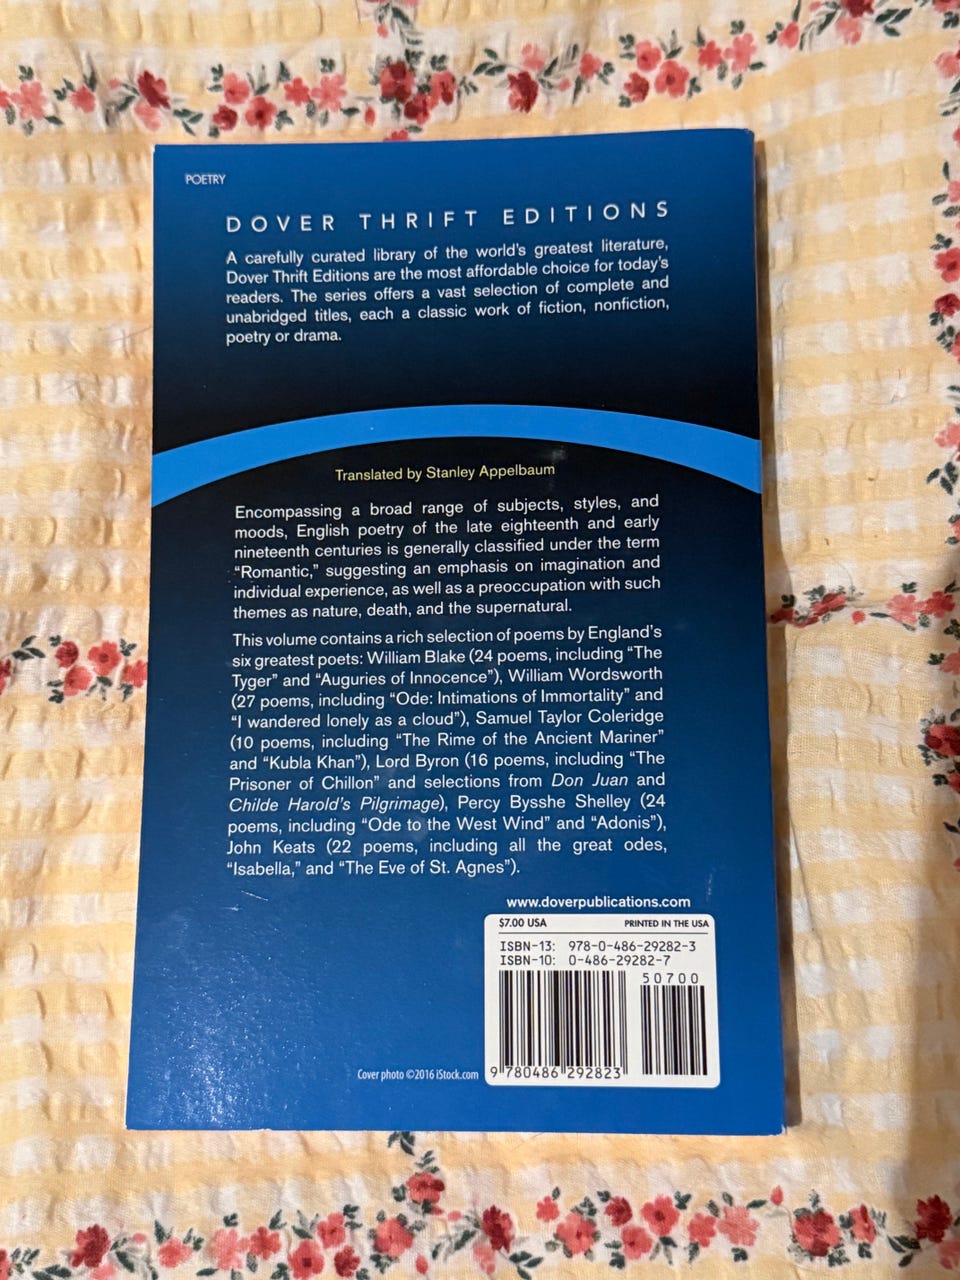 POETRY
DOVER THRIFT EDITIONS
A carefully curated library of the world's greatest literature,
Dover Thrift Editions are the most affordable choice for today's
readers. The series offers a vast selection of complete and
unabridged titles, each a classic work of fiction, nonfiction,
poetry or drama.
Translated by Stanley Appelbaum
Encompassing a broad range of subjects, styles, and
moods, English poetry of the late eighteenth and early
nineteenth centuries is generally classified under the term
“Romantic,” suggesting an emphasis on imagination and
individual experience, as well as a preoccupation with such
themes as nature, death, and the supernatural.
This volume contains a rich selection of poems by England's
six greatest poets: William Blake (24 poems, including “The
Tyger” and “Auguries of Innocence”), William Wordsworth
(27 poems, including “Ode: Intimations of Immortality” and
“I wandered lonely as a cloud”), Samuel Taylor Coleridge
(10 poems, including “The Rime of the Ancient Mariner”
and “Kubla Khan”), Lord Byron (16 poems, including “The
Prisoner of Chillon” and selections from Don Juan and
Childe Harold's Pilgrimage), Percy Bysshe Shelley (24
poems, including “Ode to the West Wind” and “Adonis”),
John Keats (22 poems, including all the great odes,
“Isabella,” and “The Eve of St. Agnes”).
www.doverpublications.com
$7.00 USA PRINTED IN THE USA
ISBN-13: 978-0-486-29282-3
ISBN-10: 0-486-29282-7
50700
9 780486 292823
Cover photo ©2016 iStock.com